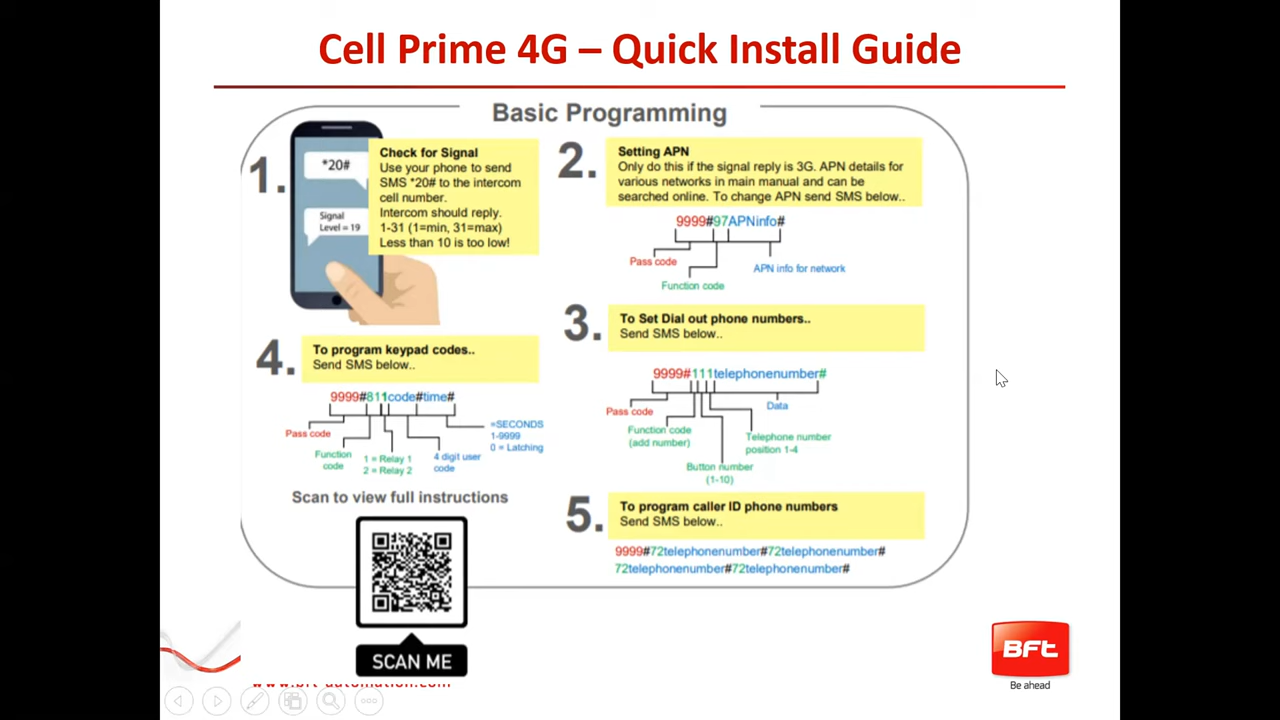 Cell Prime 4G – Quick Install Guide
Basic Programming
1.
*20#
Signal
Level = 19
Check for Signal
Use your phone to send
SMS *20# to the intercom
cell number.
Intercom should reply.
1-31 (1=min, 31=max)
Less than 10 is too low!
2.
Setting APN
Only do this if the signal reply is 3G. APN details for
various networks in main manual and can be
searched online. To change APN send SMS below..
9999#97APNinfo#
Pass code
Function code
APN info for network
3.
To Set Dial out phone numbers..
Send SMS below..
9999#111telephonenumber#
Pass code
Function code
(add number)
Button number
(1-10)
Telephone number
position 1-4
Data
4.
To program keypad codes..
Send SMS below..
9999#811code#time#
Pass code
Function
code
1 = Relay 1
2 = Relay 2
4 digit user
code
=SECONDS
1-9999
0 = Latching
Scan to view full instructions
SCAN ME
5.
To program caller ID phone numbers
Send SMS below..
9999#72telephonenumber#72telephonenumber#
72telephonenumber#72telephonenumber#
www.bft-automation.com
BFt
Be ahead